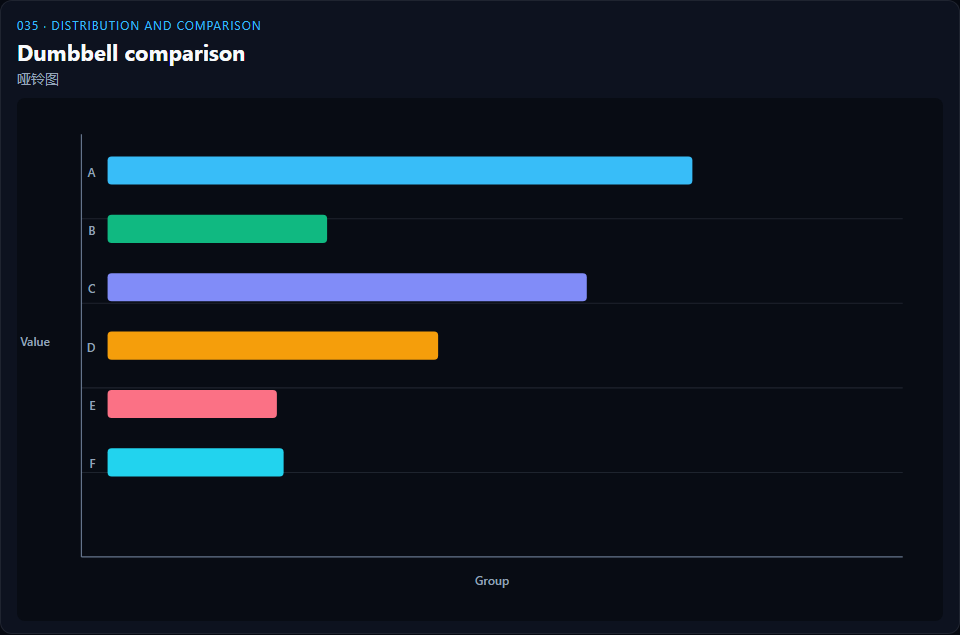 035 · DISTRIBUTION AND COMPARISON
Dumbbell comparison
哑铃图
A
B
C
Value
D
E
F
Group